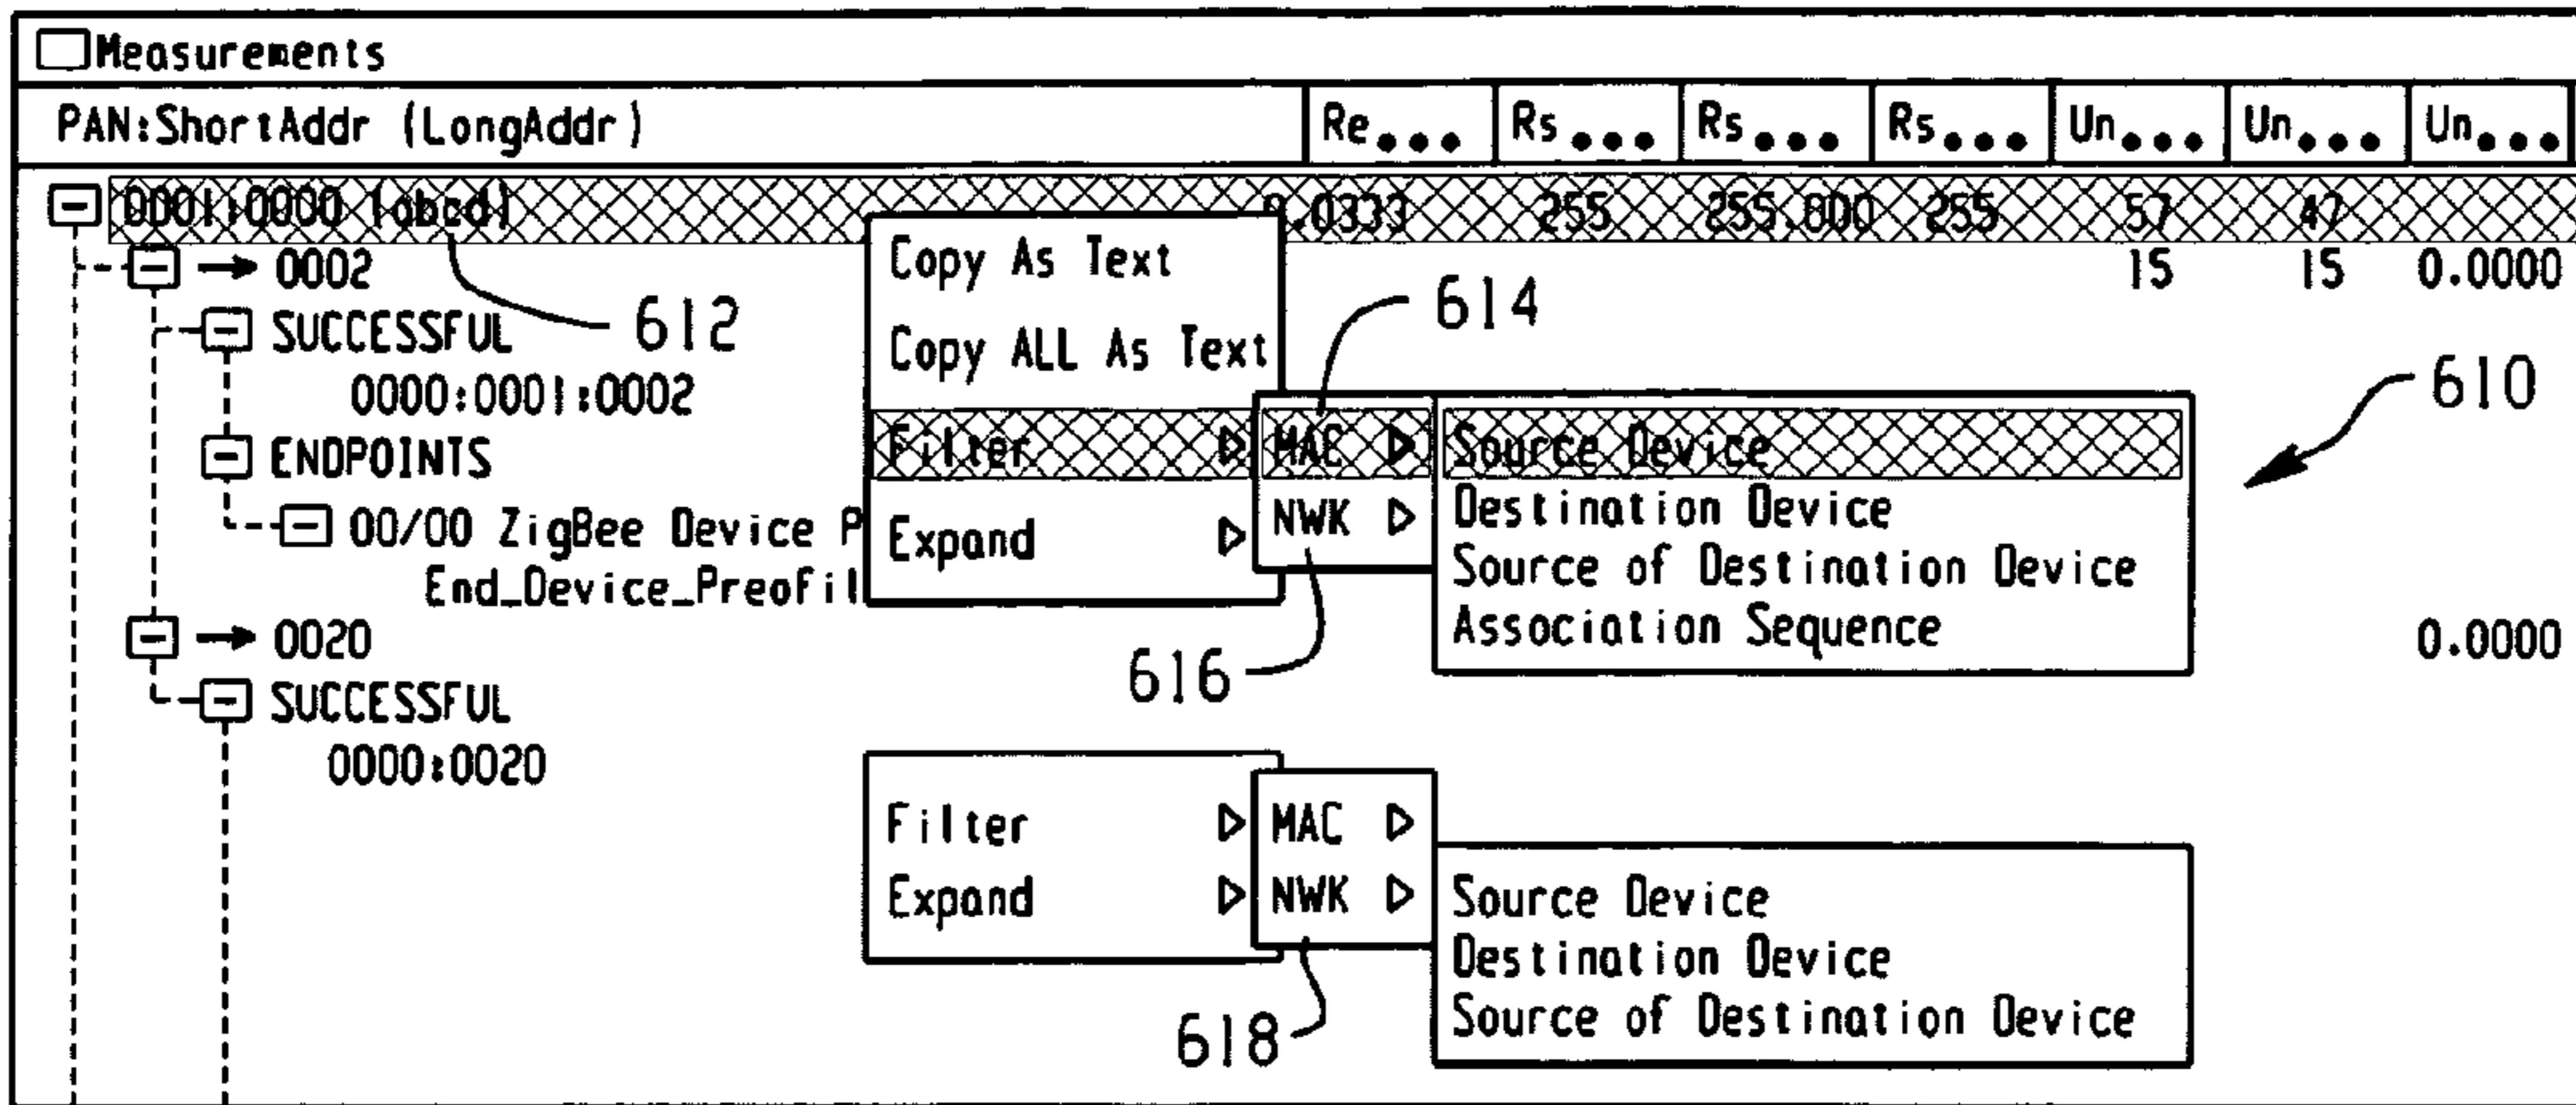 Measurements
PAN:ShortAddr (LongAddr) Re... Rs... Rs... Rs... Un... Un... Un...
0001:0000 (abcd) 0.0333 255 255.000 255 57 47
→ 0002 15 15 0.0000
Copy As Text
SUCCESSFUL 612 614
Copy ALL As Text
0000:0001:0002 610
Filter MAC Source Device
ENDPOINTS
NWK Destination Device
00/00 ZigBee Device P
Expand
Source of Destination Device
End_Device_Preofil
→ 0020 Association Sequence 0.0000
616
SUCCESSFUL
0000:0020
Filter MAC
Expand NWK Source Device
Destination Device
Source of Destination Device
618